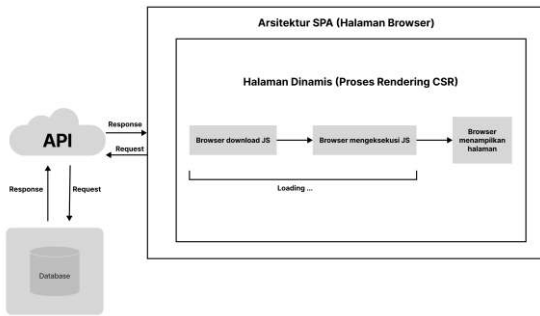 Arsitektur SPA (Halaman Browser)
Halaman Dinamis (Proses Rendering CSR)
Response
Request
API
Browser download JS
Browser mengeksekusi JS
Browser
menampilkan
halaman
Loading ...
Response
Request
Database